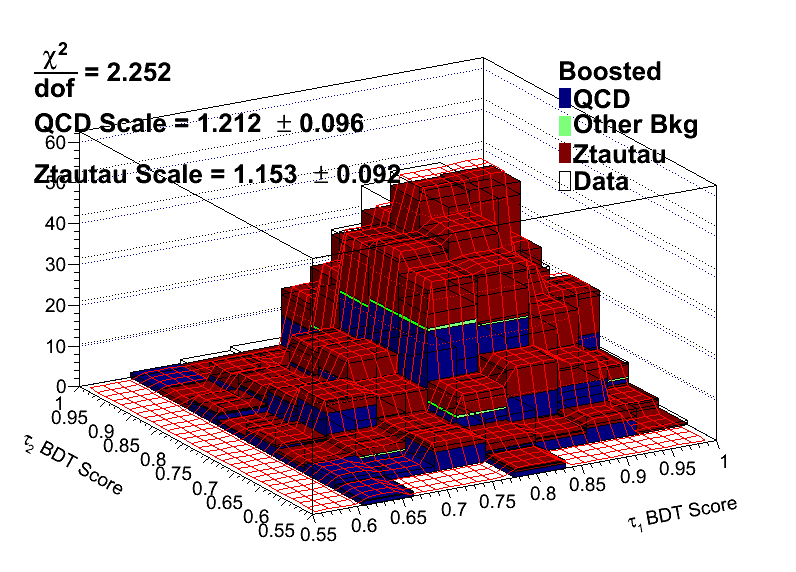 χ²
dof = 2.252
QCD Scale = 1.212 ± 0.096
Ztautau Scale = 1.153 ± 0.092
Boosted
QCD
Other Bkg
Ztautau
Data
60
50
40
30
20
10
0
1
0.95
0.9
0.85
0.8
0.75
0.7
0.65
0.6
0.55
τ₂ BDT Score
0.55
0.6
0.65
0.7
0.75
0.8
0.85
0.9
0.95
1
τ₁ BDT Score